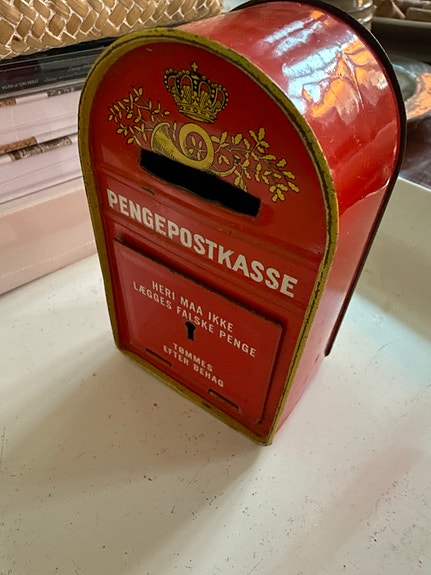 PENGEPOSTKASSE
HERI MAA IKKE
LÆGGES FALSKE PENGE
TØMMES
EFTER BEHAG